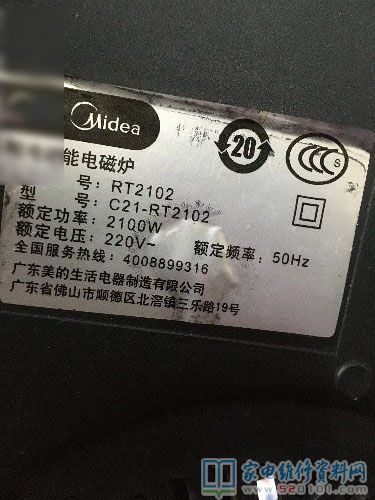 Midea
20
CCC
S
能电磁炉
型 号: RT2102
型 号: C21-RT2102
额定功率: 2100W
额定电压: 220V~ 额定频率: 50Hz
全国服务热线: 4008899316
广东美的生活电器制造有限公司
广东省佛山市顺德区北滘镇三乐路19号
家电维修资料网
www.520101.com